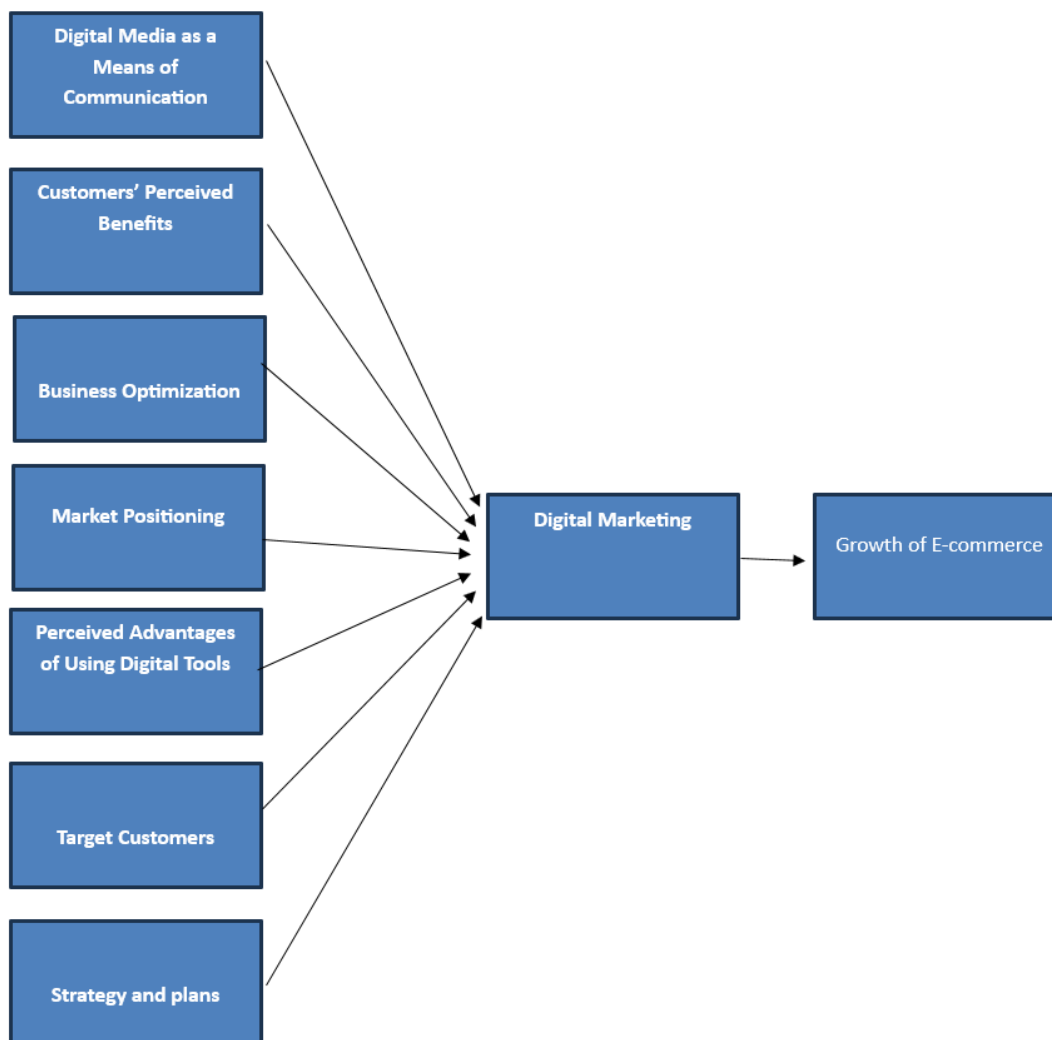 Digital Media as a
Means of
Communication
Customers’ Perceived
Benefits
Business Optimization
Market Positioning
Perceived Advantages
of Using Digital Tools
Target Customers
Strategy and plans
Digital Marketing
Growth of E-commerce